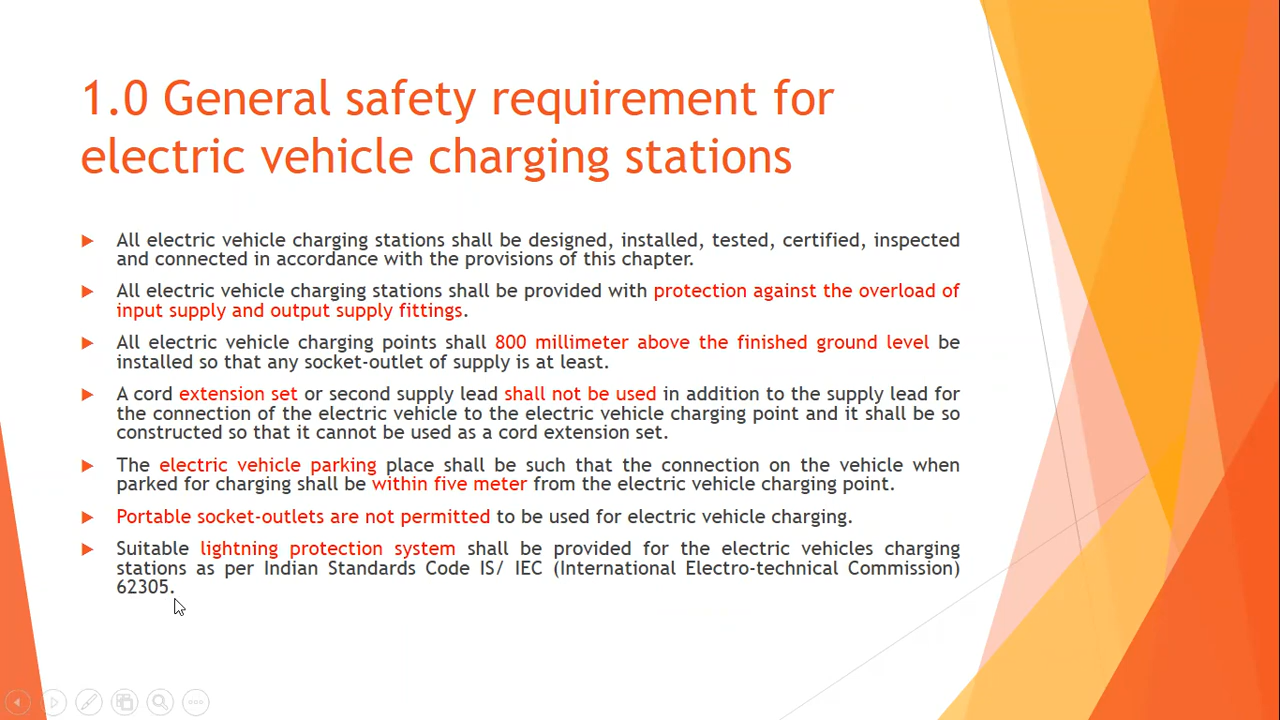 1.0 General safety requirement for
electric vehicle charging stations
All electric vehicle charging stations shall be designed, installed, tested, certified, inspected
and connected in accordance with the provisions of this chapter.
All electric vehicle charging stations shall be provided with protection against the overload of
input supply and output supply fittings.
All electric vehicle charging points shall 800 millimeter above the finished ground level be
installed so that any socket-outlet of supply is at least.
A cord extension set or second supply lead shall not be used in addition to the supply lead for
the connection of the electric vehicle to the electric vehicle charging point and it shall be so
constructed so that it cannot be used as a cord extension set.
The electric vehicle parking place shall be such that the connection on the vehicle when
parked for charging shall be within five meter from the electric vehicle charging point.
Portable socket-outlets are not permitted to be used for electric vehicle charging.
Suitable lightning protection system shall be provided for the electric vehicles charging
stations as per Indian Standards Code IS/ IEC (International Electro-technical Commission)
62305.